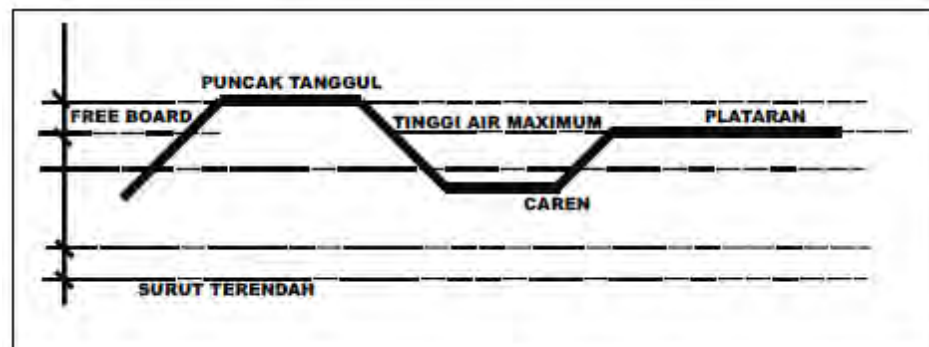 PUNCAK TANGGUL
FREE BOARD
TINGGI AIR MAXIMUM
PLATARAN
CAREN
SURUT TERENDAH